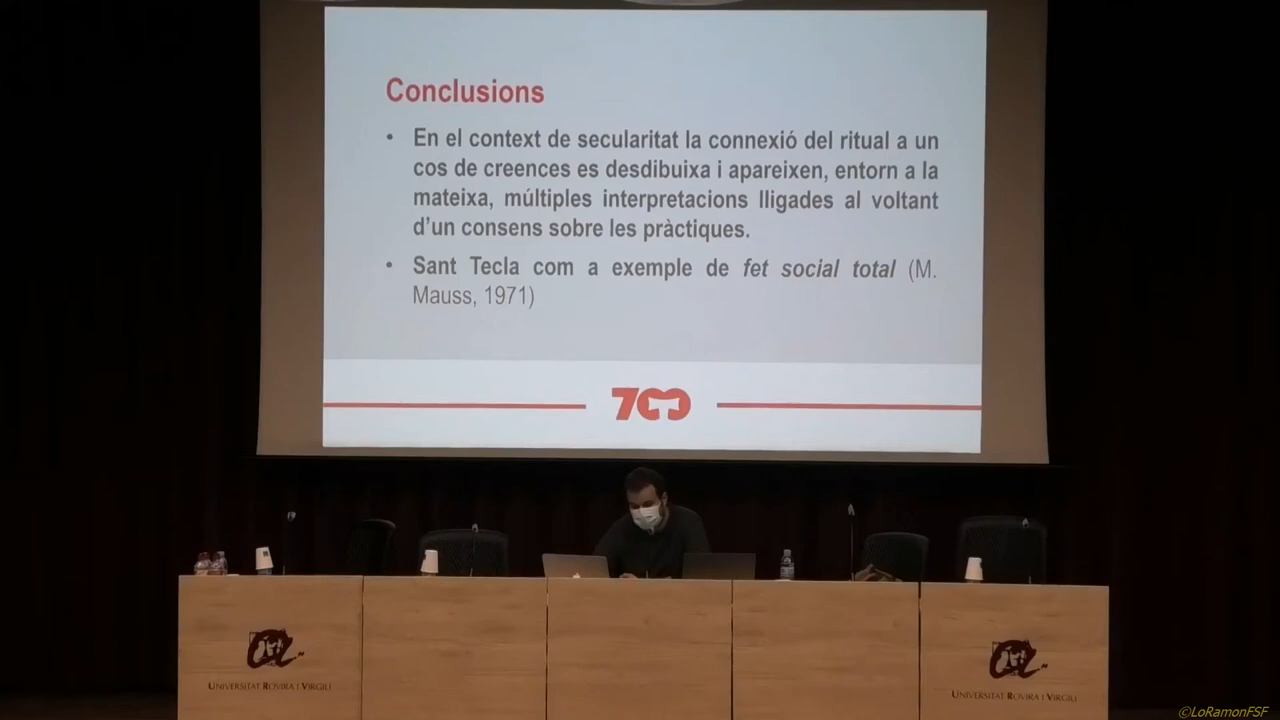 Conclusions
• En el context de secularitat la connexió del ritual a un
cos de creences es desdibuixa i apareixen, entorn a la
mateixa, múltiples interpretacions lligades al voltant
d'un consens sobre les pràctiques.
• Sant Tecla com a exemple de fet social total (M.
Mauss, 1971)
700
UNIVERSITAT ROVIRA I VIRGILI
UNIVERSITAT ROVIRA I VIRGILI
©LoRamonFSF